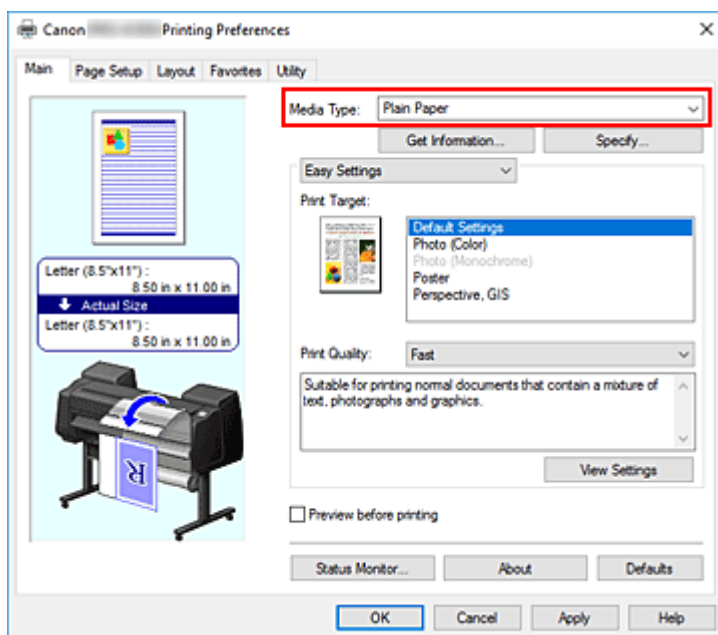 Canon Printing Preferences
Main Page Setup Layout Favorites Utility
Media Type: Plain Paper
Get Information... Specify...
Easy Settings
Print Target:
Default Settings
Photo (Color)
Photo (Monochrome)
Poster
Perspective, GIS
Letter (8.5"x11") :
8.50 in x 11.00 in
Actual Size
Letter (8.5"x11") :
8.50 in x 11.00 in
R
Print Quality: Fast
Suitable for printing normal documents that contain a mixture of
text, photographs and graphics.
View Settings
Preview before printing
Status Monitor... About Defaults
OK Cancel Apply Help